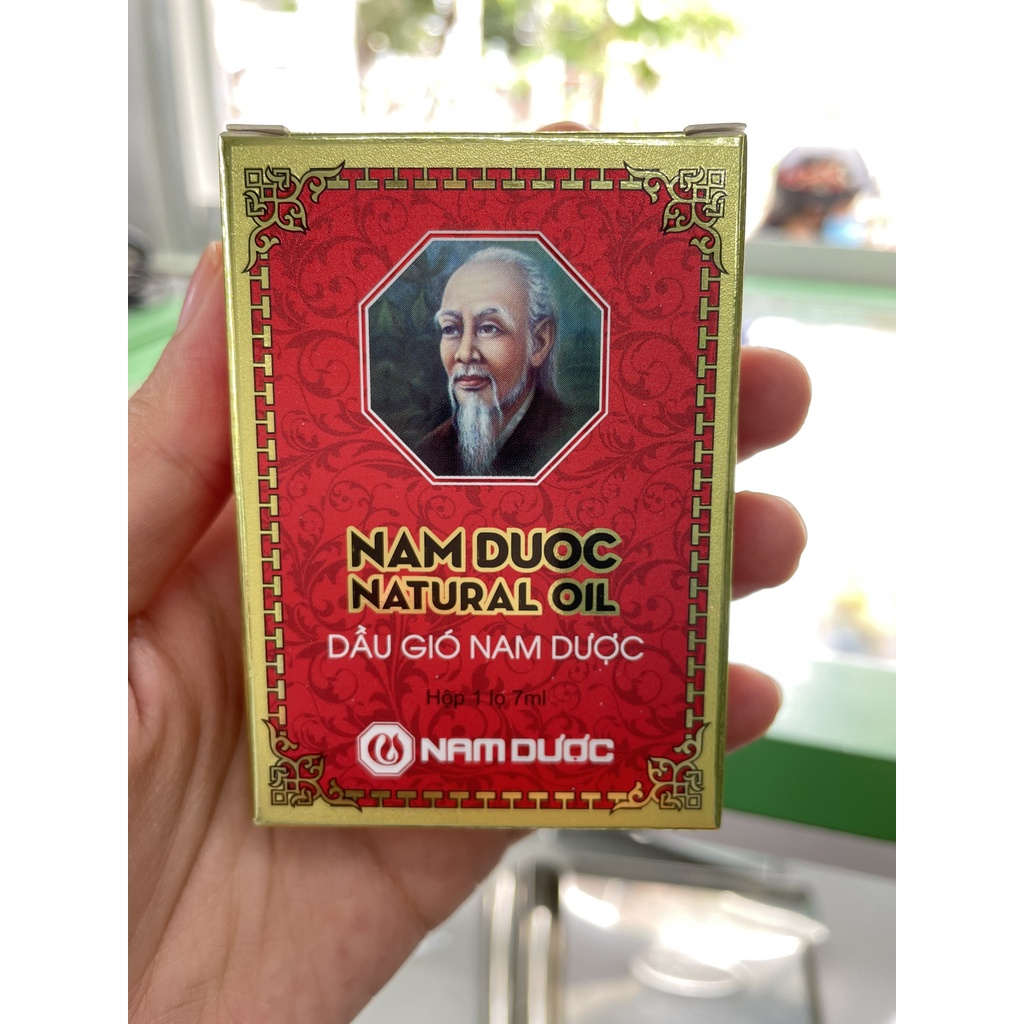 NAM DUOC
NATURAL OIL
DẦU GIÓ NAM DƯỢC
Hộp 1 lọ 7ml
NAM DƯỢC